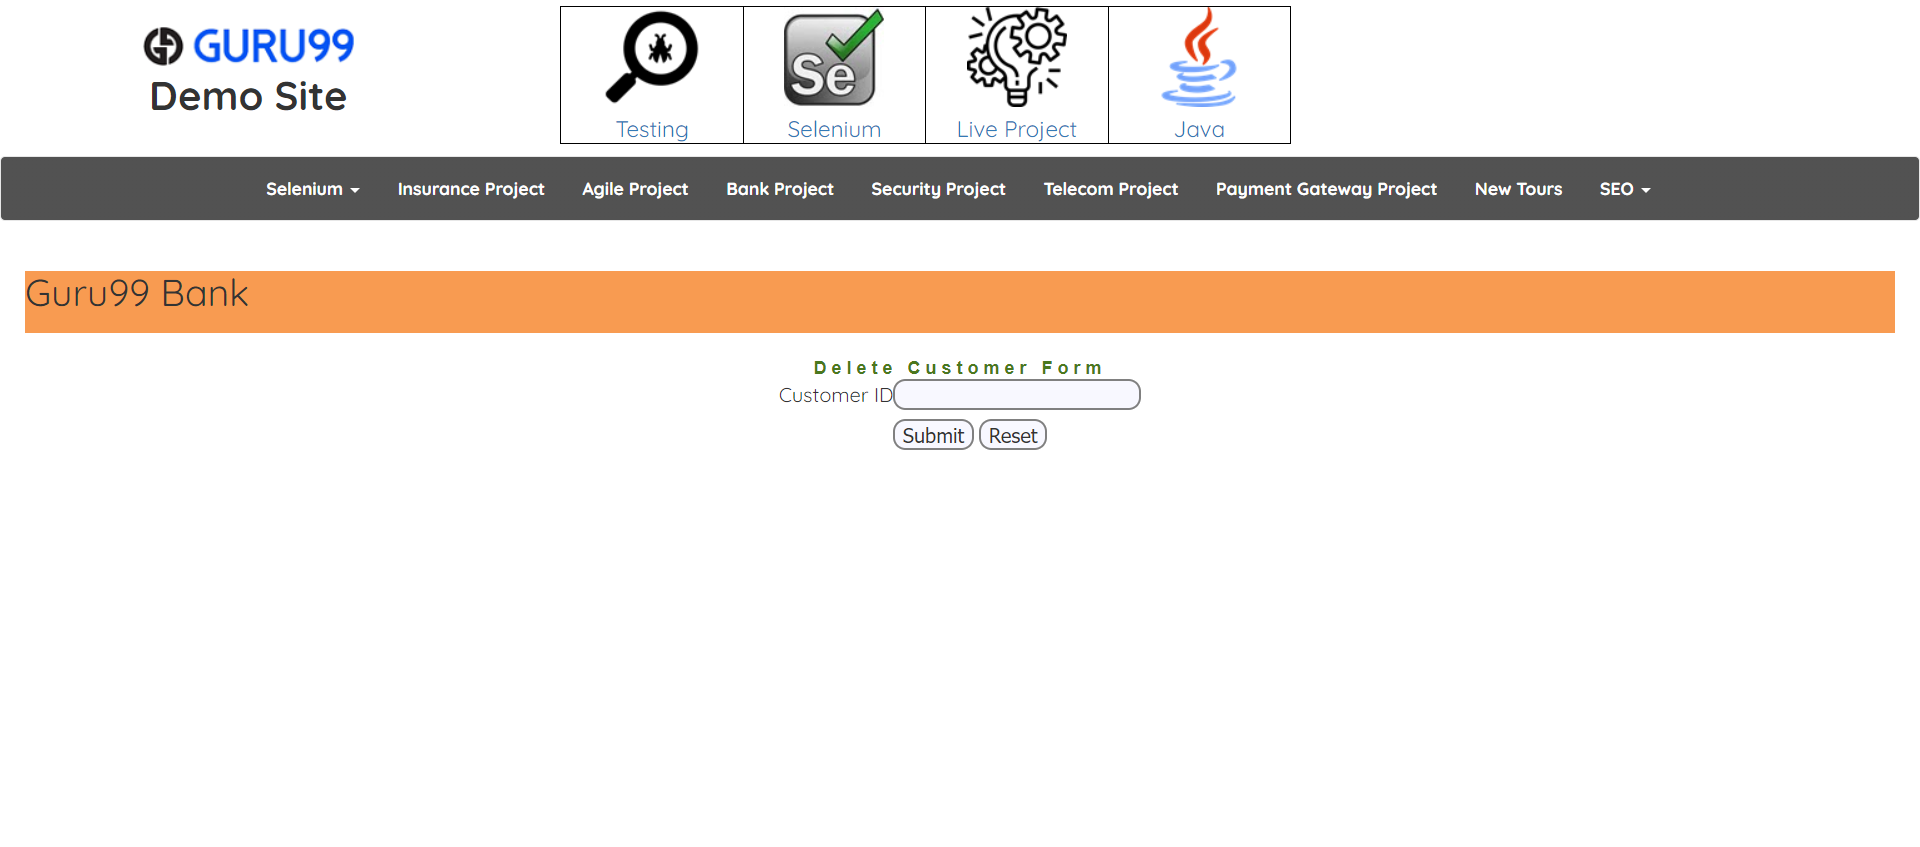 GURU99
Demo Site
Se
Testing
Selenium
Live Project
Java
Selenium
Insurance Project
Agile Project
Bank Project
Security Project
Telecom Project
Payment Gateway Project
New Tours
SEO
Guru99 Bank
Delete Customer Form
Customer ID
Submit
Reset